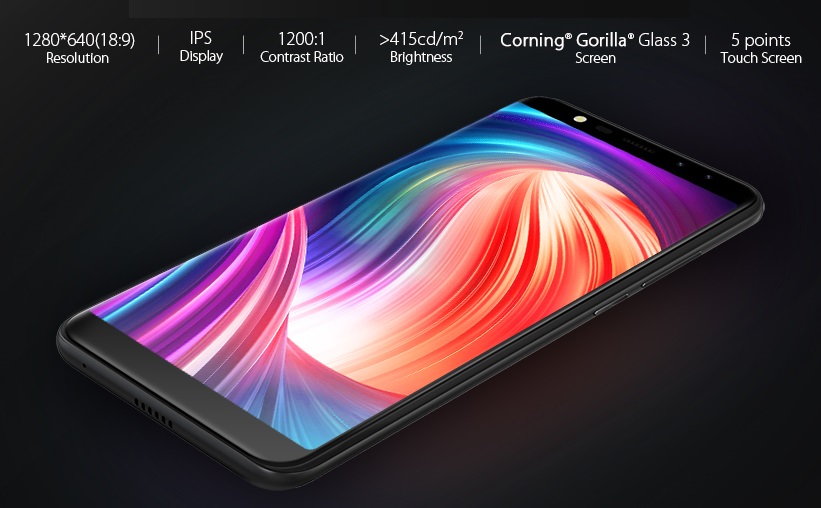 1280*640(18:9)
Resolution
IPS
Display
1200:1
Contrast Ratio
>415cd/m²
Brightness
Corning® Gorilla® Glass 3
Screen
5 points
Touch Screen